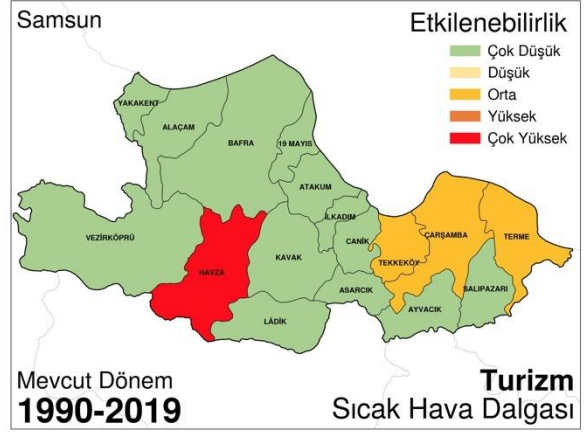 Samsun
Etkilenebilirlik
Çok Düşük
Düşük
Orta
Yüksek
Çok Yüksek
YAKAKENT
ALAÇAM
BAFRA
19 MAYIS
ATAKUM
İLKADIM
CANİK
TEKKEKÖY
ÇARŞAMBA
TERME
VEZİRKÖPRÜ
HAVZA
KAVAK
ASARCIK
AYVACIK
SALIPAZARI
LÂDİK
Mevcut Dönem
1990-2019
Turizm
Sıcak Hava Dalgası